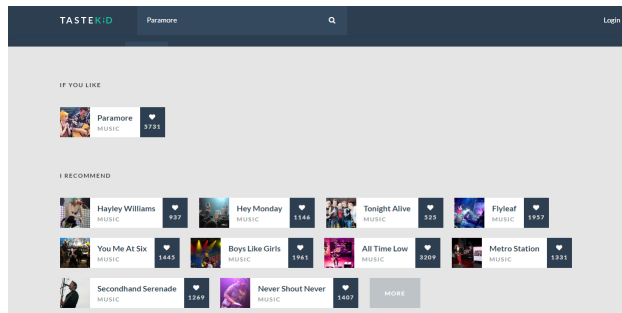 TASTEKID Paramore Login
IF YOU LIKE
Paramore
MUSIC
5731
I RECOMMEND
Hayley Williams
MUSIC
937
Hey Monday
MUSIC
1146
Tonight Alive
MUSIC
525
Flyleaf
MUSIC
1957
You Me At Six
MUSIC
1445
Boys Like Girls
MUSIC
1961
All Time Low
MUSIC
3209
Metro Station
MUSIC
1331
Secondhand Serenade
MUSIC
1269
Never Shout Never
MUSIC
1407
MORE